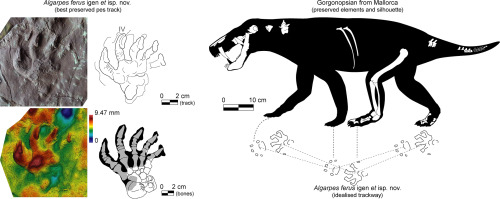 Algarpes ferus igen et isp. nov.
(best preserved pes track)
IV
0 2 cm
(track)
9.47 mm
0
0 2 cm
(bones)
Gorgonopsian from Mallorca
(preserved elements and silhouette)
0 10 cm
Algarpes ferus igen et isp. nov.
(idealised trackway)